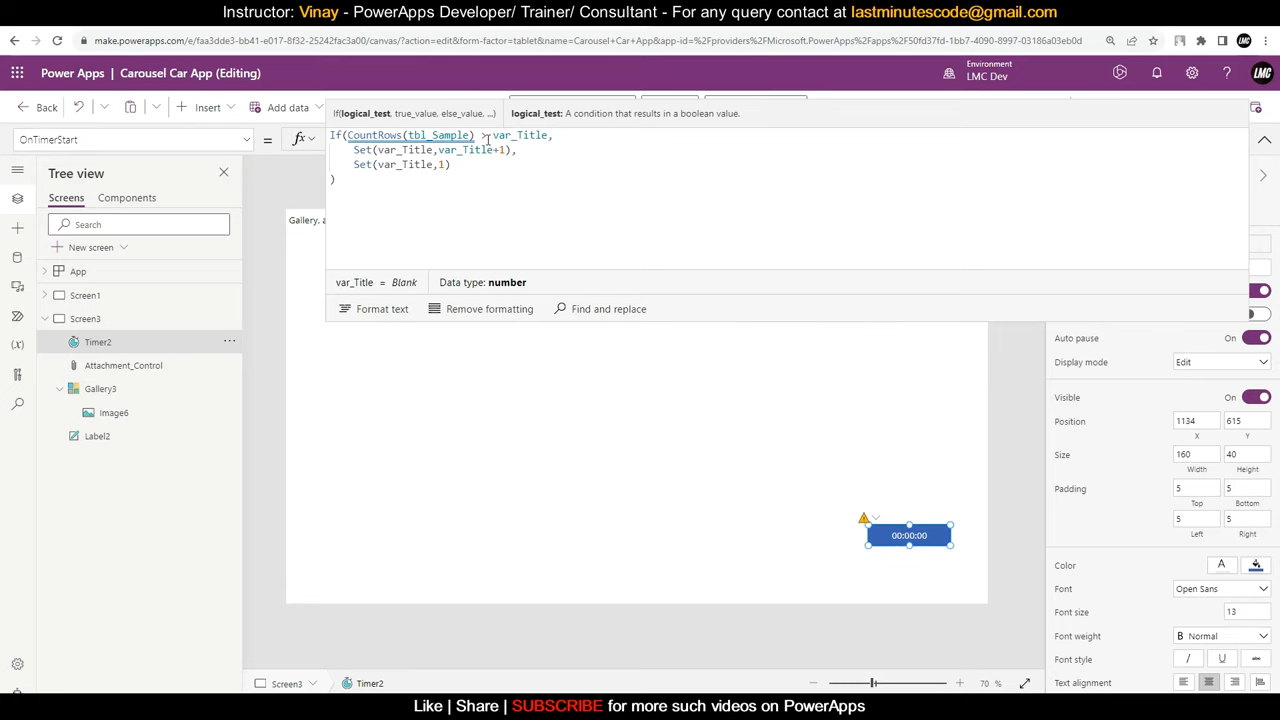 Instructor: Vinay - PowerApps Developer/ Trainer/ Consultant - For any query contact at lastminutescode@gmail.com
make.powerapps.com/e/faa3dde3-bb41-e017-8f32-25242fac3a00/canvas/?action=edit&form-factor=tablet&name=Carousel+Car+App&app-id=%2Fproviders%2FMicrosoft.PowerApps%2Fapps%2F50fd37fd-1bb7-4090-8997-03186a03eb0d
LMC
Power Apps | Carousel Car App (Editing)
Environment
LMC Dev
LMC
Back
Insert
Add data
If(logical_test, true_value, else_value, ...)
logical_test: A condition that results in a boolean value.
OnTimerStart
=
fx
If(CountRows(tbl_Sample) > var_Title,
Set(var_Title,var_Title+1),
Set(var_Title,1)
)
Tree view
Screens
Components
Search
New screen
App
Screen1
Screen3
Timer2
Attachment_Control
Gallery3
Image6
Label2
Gallery, a
var_Title = Blank
Data type: number
Format text
Remove formatting
Find and replace
00:00:00
Auto pause
On
Display mode
Edit
Visible
On
Position
1134
615
X
Y
Size
160
40
Width
Height
Padding
5
5
Top
Bottom
5
5
Left
Right
Color
A
Font
Open Sans
Font size
13
Font weight
B Normal
Font style
/
U
abc
Text alignment
Screen3
Timer2
70 %
Like | Share | SUBSCRIBE for more such videos on PowerApps